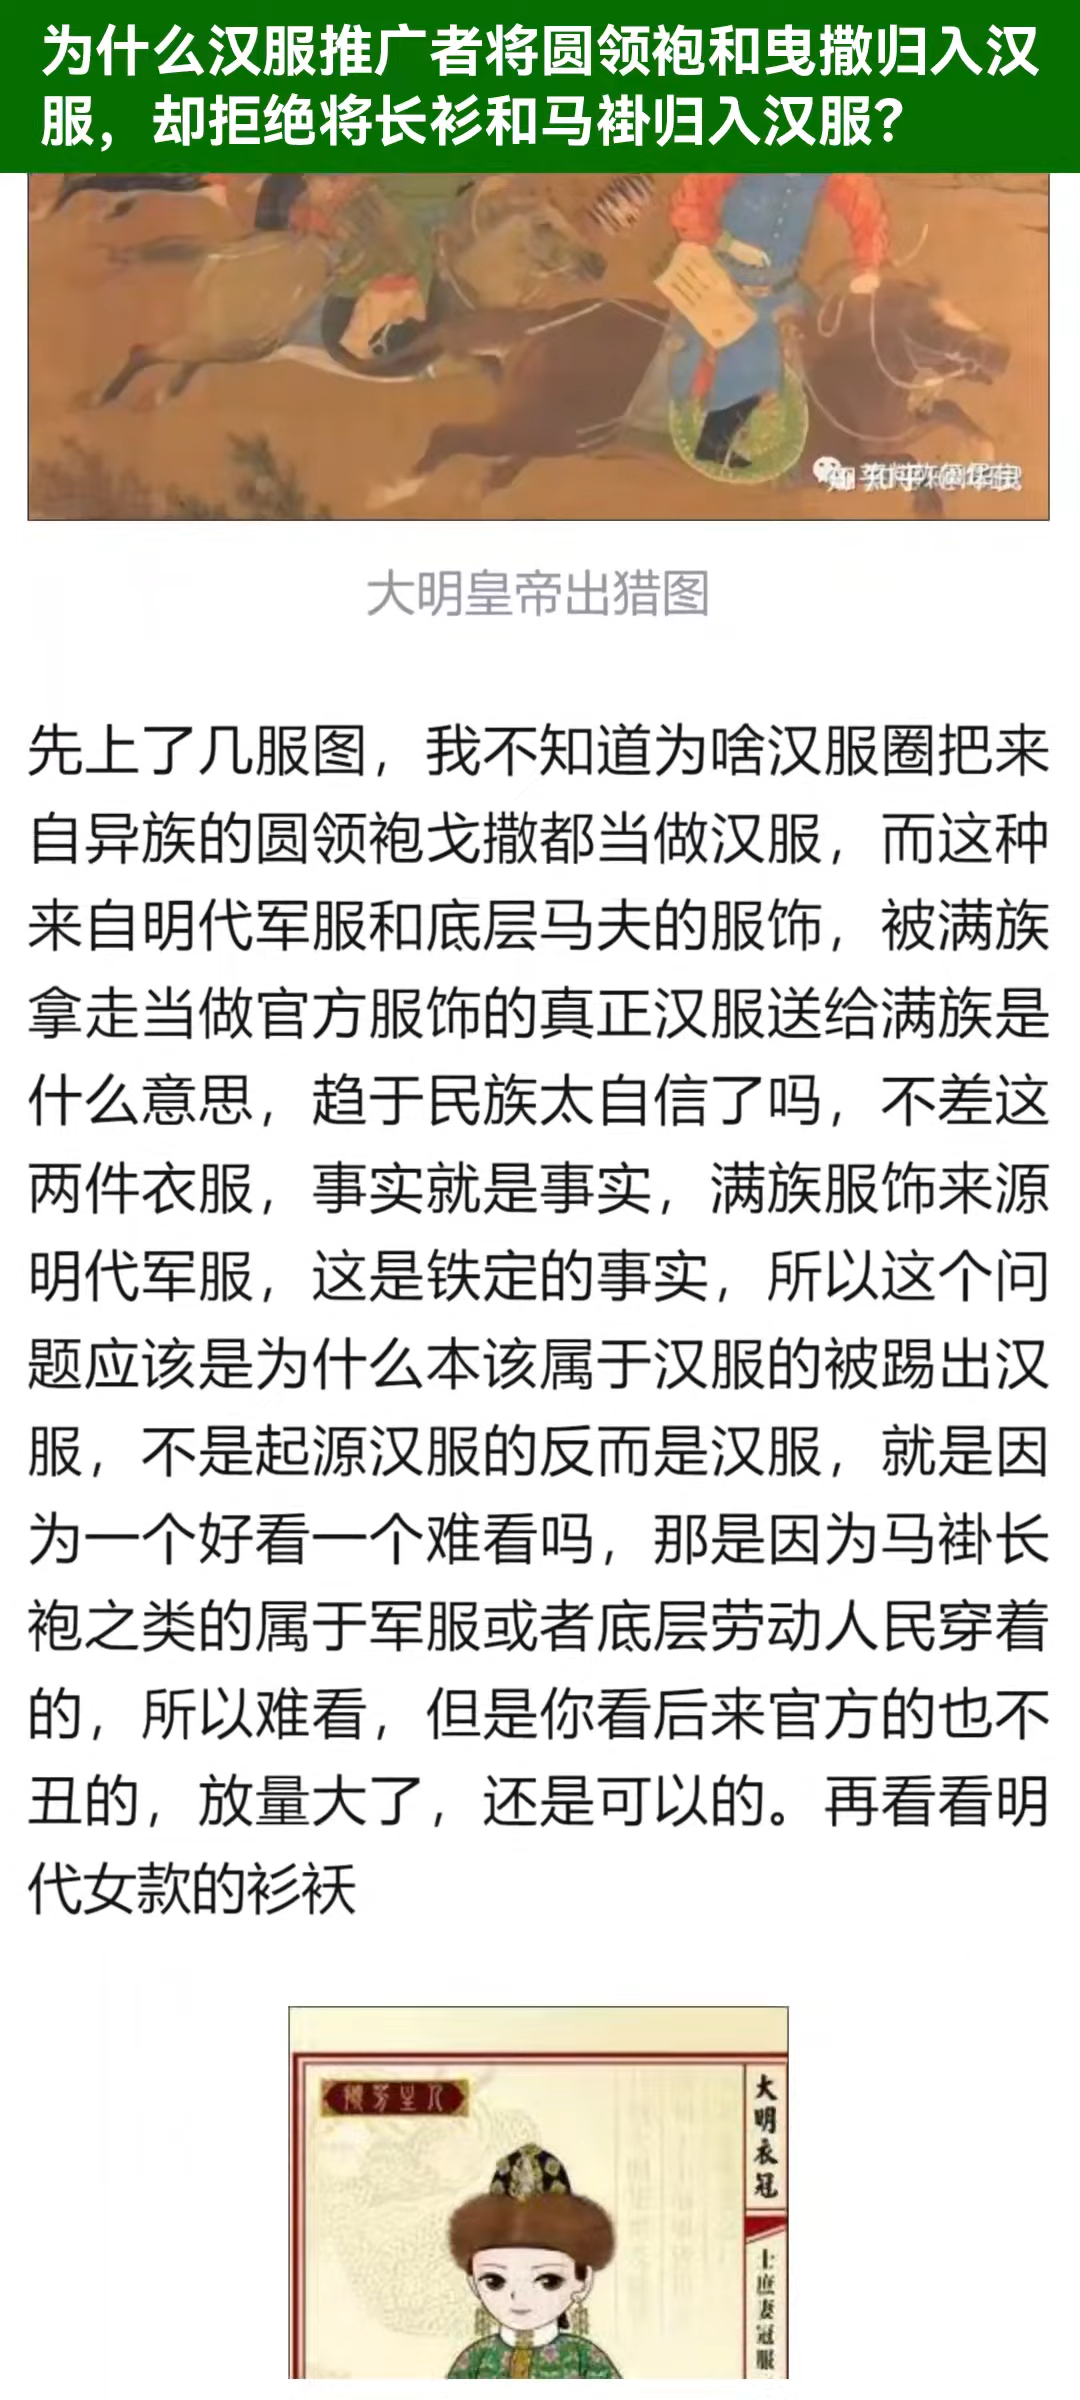 为什么汉服推广者将圆领袍和曳撒归入汉
服，却拒绝将长衫和马褂归入汉服？
大明皇帝出猎图
先上了几服图，我不知道为啥汉服圈把来
自异族的圆领袍戈撒都当做汉服，而这种
来自明代军服和底层马夫的服饰，被满族
拿走当做官方服饰的真正汉服送给满族是
什么意思，趋于民族太自信了吗，不差这
两件衣服，事实就是事实，满族服饰来源
明代军服，这是铁定的事实，所以这个问
题应该是为什么本该属于汉服的被踢出汉
服，不是起源汉服的反而是汉服，就是因
为一个好看一个难看吗，那是因为马褂长
袍之类的属于军服或者底层劳动人民穿着
的，所以难看，但是你看后来官方的也不
丑的，放量大了，还是可以的。再看看明
代女款的衫袄
大明衣冠
士庶妻冠服